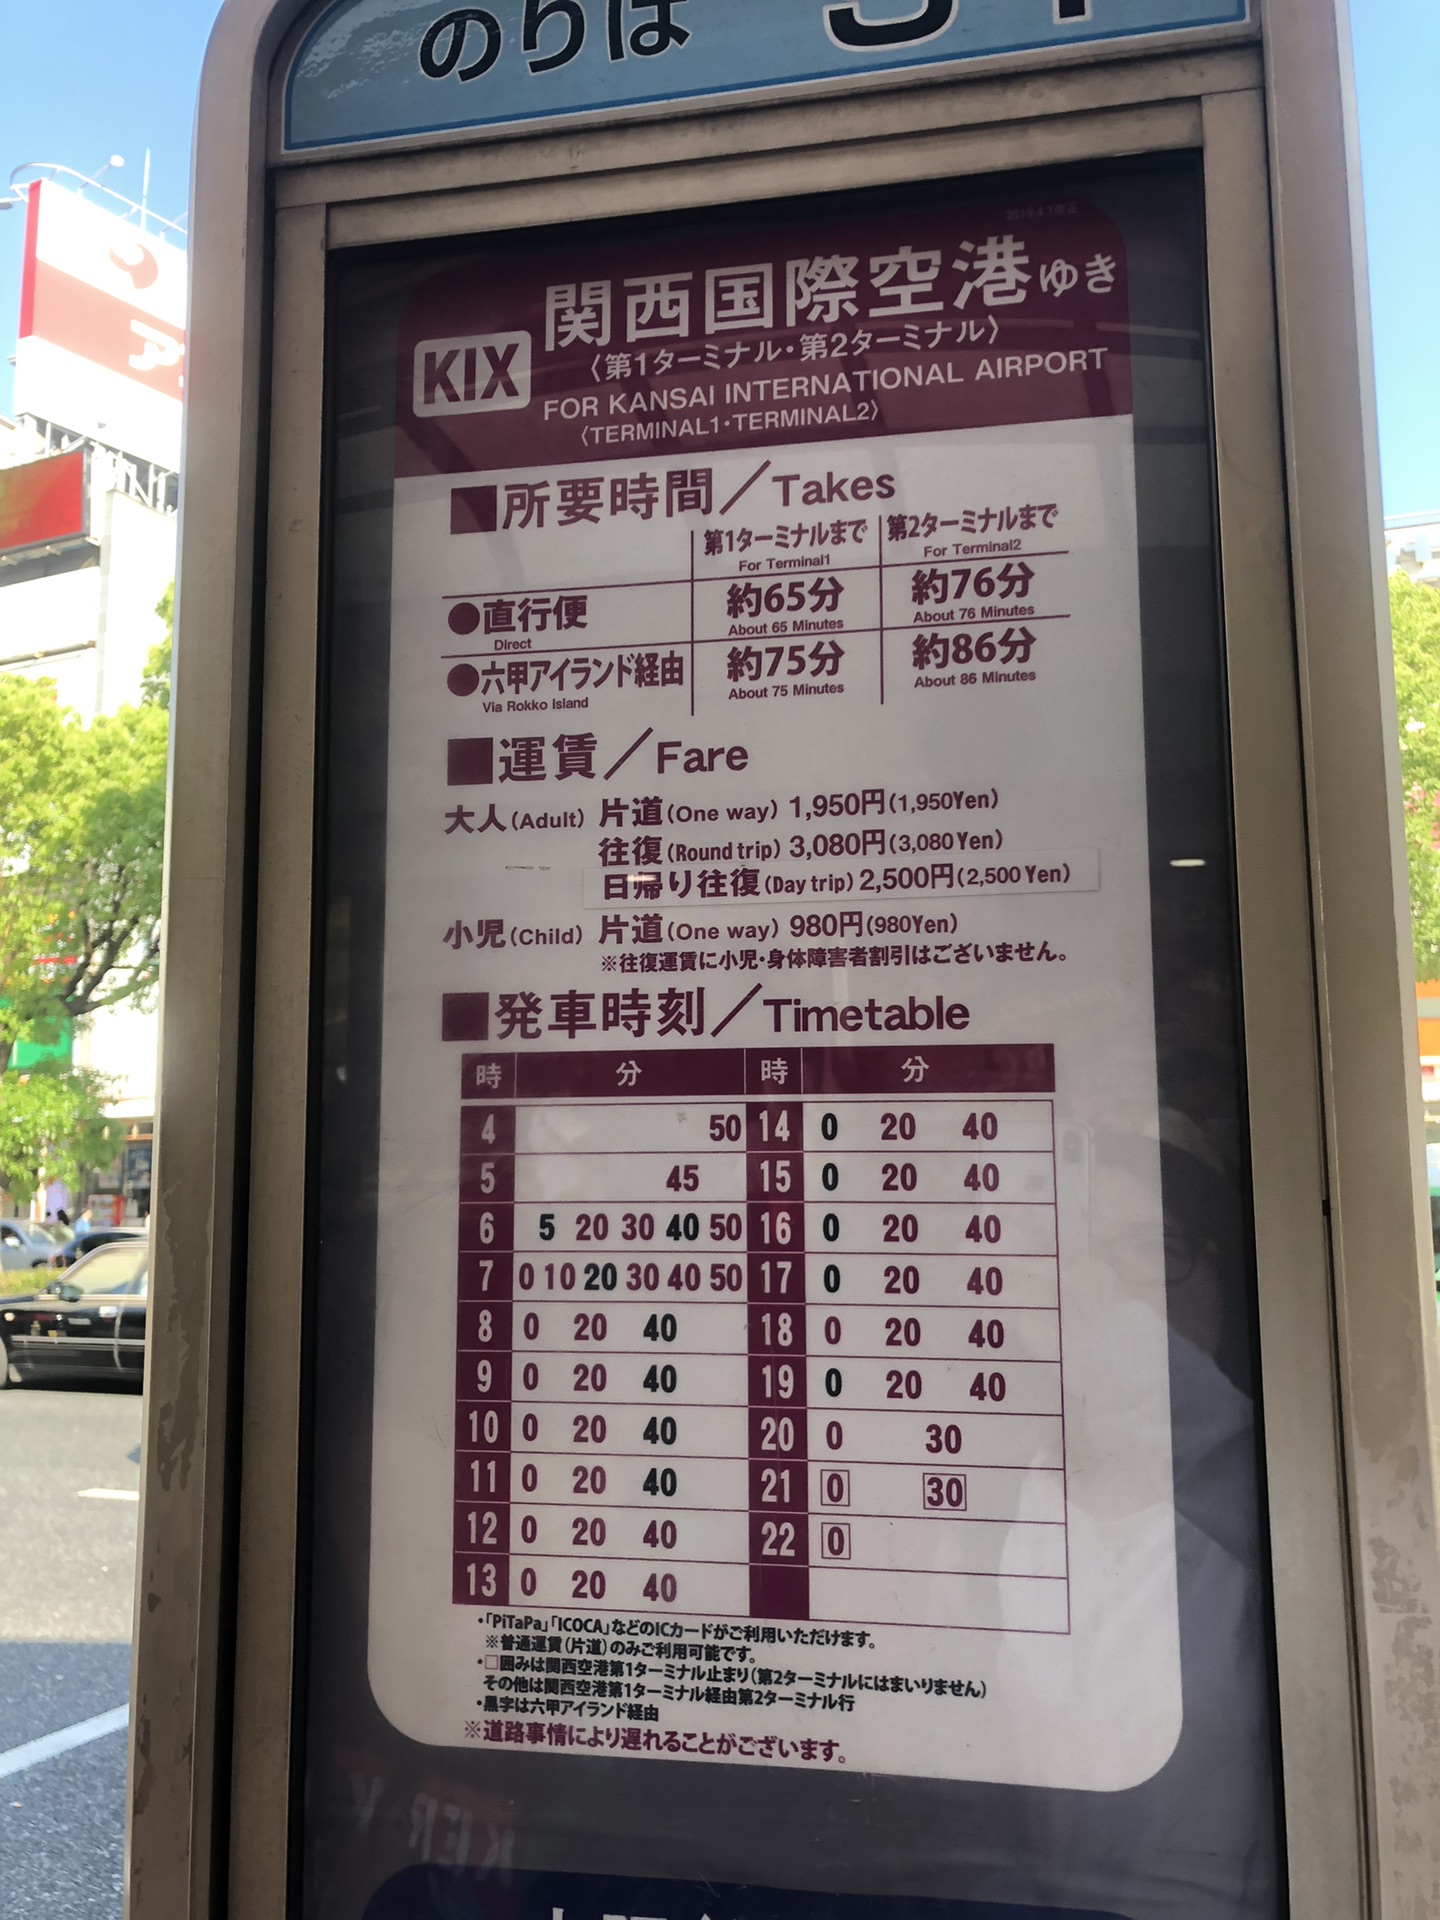 のりば
2019.4.1改正
KIX
関西国際空港ゆき
〈第1ターミナル・第2ターミナル〉
FOR KANSAI INTERNATIONAL AIRPORT
〈TERMINAL1・TERMINAL2〉
■所要時間／Takes
第1ターミナルまで 第2ターミナルまで
For Terminal1 For Terminal2
●直行便 約65分 約76分
Direct About 65 Minutes About 76 Minutes
●六甲アイランド経由 約75分 約86分
Via Rokko Island About 75 Minutes About 86 Minutes
■運賃／Fare
大人(Adult) 片道(One way) 1,950円(1,950Yen)
往復(Round trip) 3,080円(3,080Yen)
日帰り往復(Day trip) 2,500円(2,500Yen)
小児(Child) 片道(One way) 980円(980Yen)
※往復運賃に小児・身体障害者割引はございません。
■発車時刻／Timetable
時 分 時 分
4 50 14 0 20 40
5 45 15 0 20 40
6 5 20 30 40 50 16 0 20 40
7 0 10 20 30 40 50 17 0 20 40
8 0 20 40 18 0 20 40
9 0 20 40 19 0 20 40
10 0 20 40 20 0 30
11 0 20 40 21 0 30
12 0 20 40 22 0
13 0 20 40
・「PiTaPa」「ICOCA」などのICカードがご利用いただけます。
※普通運賃(片道)のみご利用可能です。
・□囲みは関西空港第1ターミナル止まり(第2ターミナルにはまいりません)
その他は関西空港第1ターミナル経由第2ターミナル行
・黒字は六甲アイランド経由
※道路事情により遅れることがございます。